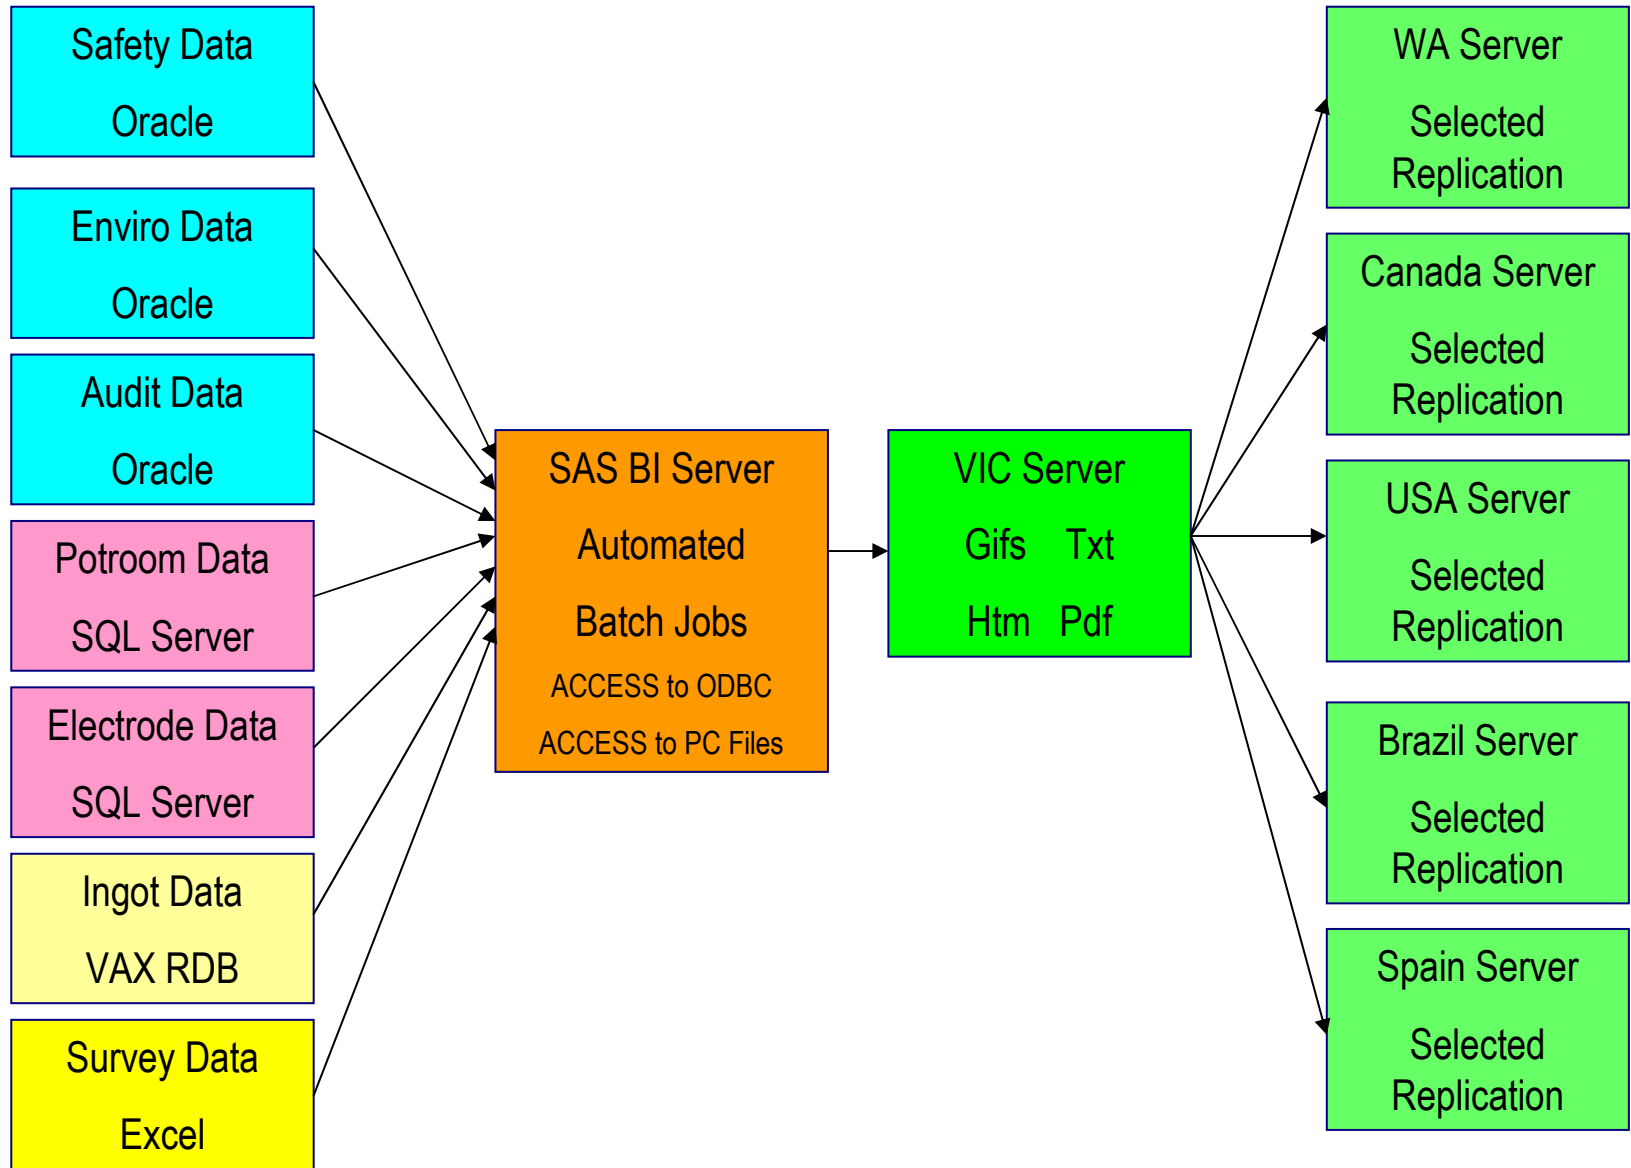 Safety Data
Oracle
Enviro Data
Oracle
Audit Data
Oracle
Potroom Data
SQL Server
Electrode Data
SQL Server
Ingot Data
VAX RDB
Survey Data
Excel
SAS BI Server
Automated
Batch Jobs
ACCESS to ODBC
ACCESS to PC Files
VIC Server
Gifs Txt
Htm Pdf
WA Server
Selected
Replication
Canada Server
Selected
Replication
USA Server
Selected
Replication
Brazil Server
Selected
Replication
Spain Server
Selected
Replication